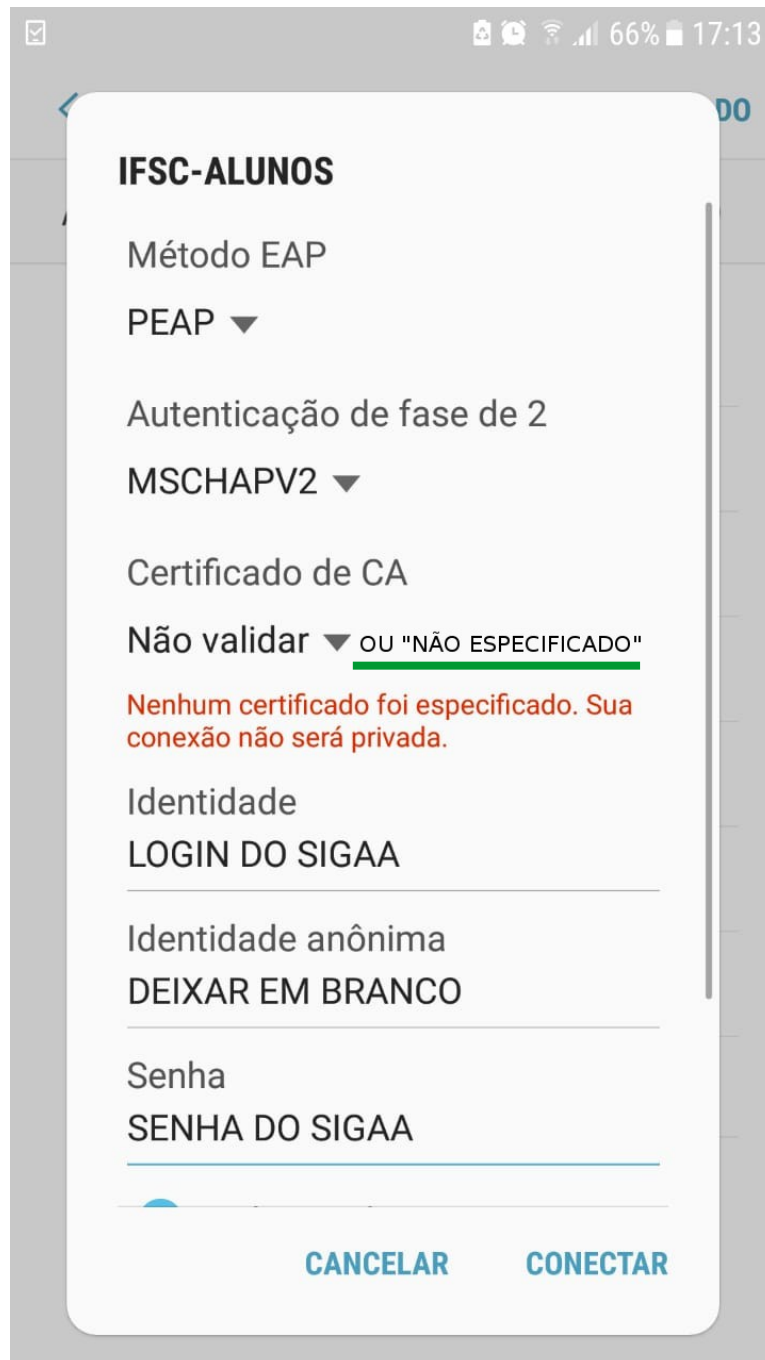 66% 17:13
DO
IFSC-ALUNOS
Método EAP
PEAP
Autenticação de fase de 2
MSCHAPV2
Certificado de CA
Não validar OU "NÃO ESPECIFICADO"
Nenhum certificado foi especificado. Sua
conexão não será privada.
Identidade
LOGIN DO SIGAA
Identidade anônima
DEIXAR EM BRANCO
Senha
SENHA DO SIGAA
CANCELAR CONECTAR